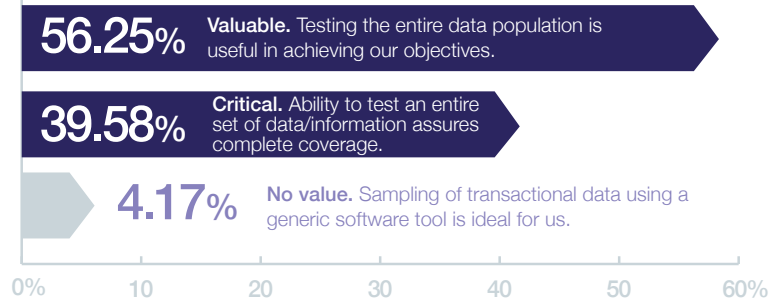 56.25% Valuable. Testing the entire data population is
useful in achieving our objectives.
39.58% Critical. Ability to test an entire
set of data/information assures
complete coverage.
4.17% No value. Sampling of transactional data using a
generic software tool is ideal for us.
0% 10 20 30 40 50 60%